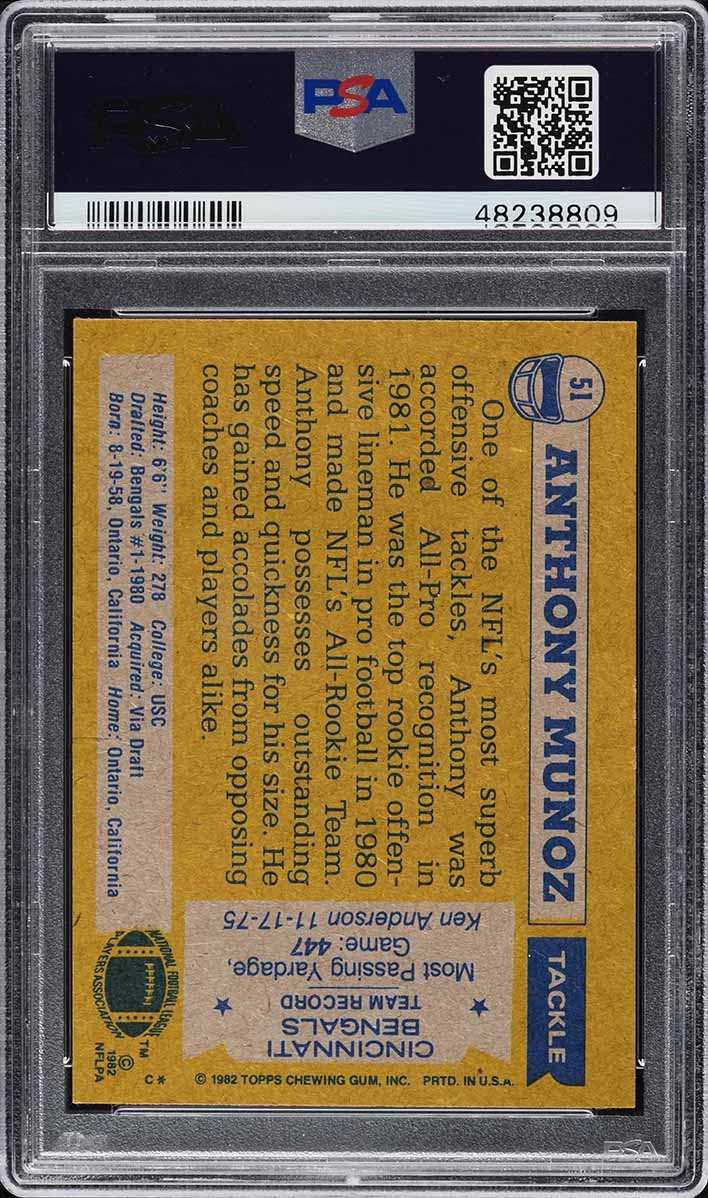 PSA
48238809
51
ANTHONY MUNOZ
TACKLE
One of the NFL's most superb
offensive tackles, Anthony was
accorded All-Pro recognition in
1981. He was the top rookie offen-
sive lineman in pro football in 1980
and made NFL's All-Rookie Team.
Anthony possesses outstanding
speed and quickness for his size. He
has gained accolades from opposing
coaches and players alike.
CINCINNATI
BENGALS
TEAM RECORD
Most Passing Yardage,
Game: 447
Ken Anderson 11-17-75
Height: 6'6" Weight: 278 College: USC
Drafted: Bengals #1-1980 Acquired: Via Draft
Born: 8-19-58, Ontario, California Home: Ontario, California
NATIONAL FOOTBALL LEAGUE
PLAYERS ASSOCIATION
TM
© 1982
NFLPA
C*
© 1982 TOPPS CHEWING GUM, INC. PRTD. IN U.S.A.
PSA